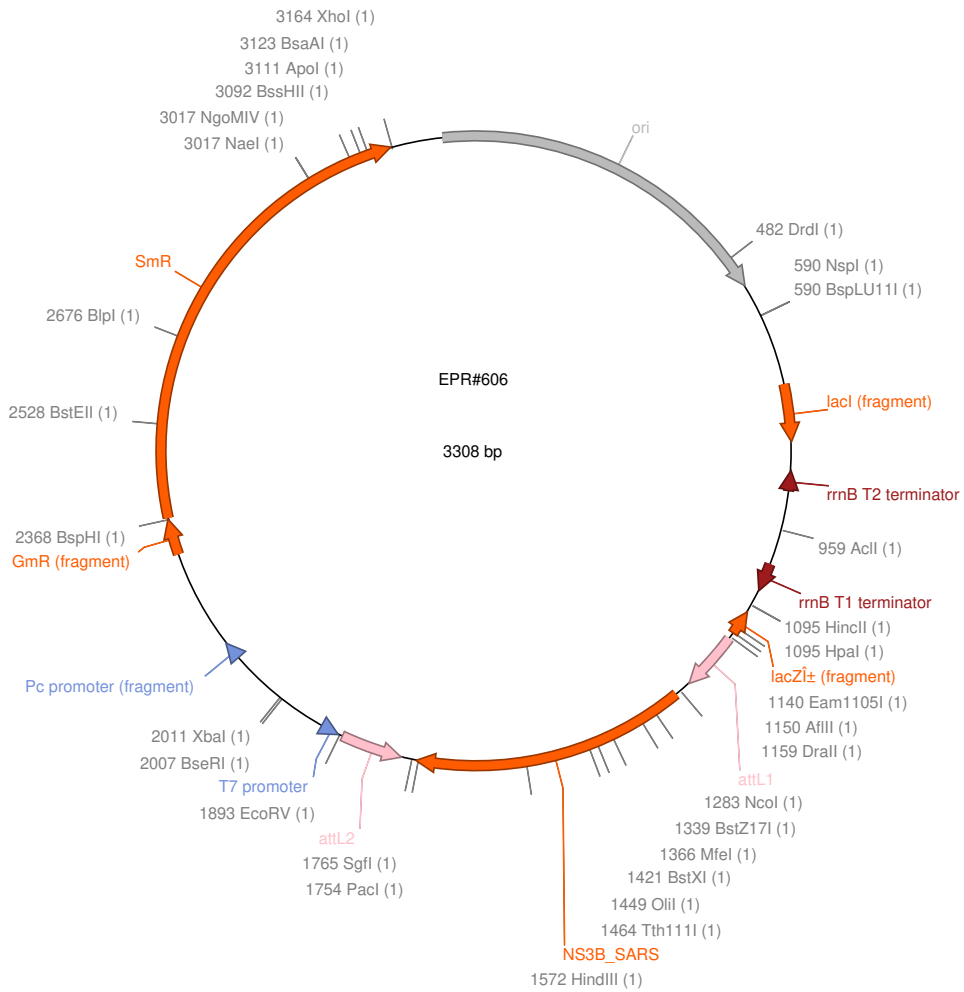 3164 XhoI (1)
3123 BsaAI (1)
3111 ApoI (1)
3092 BssHII (1)
3017 NgoMIV (1)
3017 NaeI (1)
ori
482 DrdI (1)
590 NspI (1)
590 BspLU11I (1)
SmR
2676 BlpI (1)
2528 BstEII (1)
EPR#606
3308 bp
lacI (fragment)
rrnB T2 terminator
959 AclI (1)
2368 BspHI (1)
GmR (fragment)
rrnB T1 terminator
1095 HincII (1)
1095 HpaI (1)
lacZÎ± (fragment)
1140 Eam1105I (1)
1150 AflII (1)
1159 DraII (1)
attL1
Pc promoter (fragment)
2011 XbaI (1)
2007 BseRI (1)
T7 promoter
1893 EcoRV (1)
attL2
1765 SgfI (1)
1754 PacI (1)
1283 NcoI (1)
1339 BstZ17I (1)
1366 MfeI (1)
1421 BstXI (1)
1449 OliI (1)
1464 Tth111I (1)
NS3B_SARS
1572 HindIII (1)